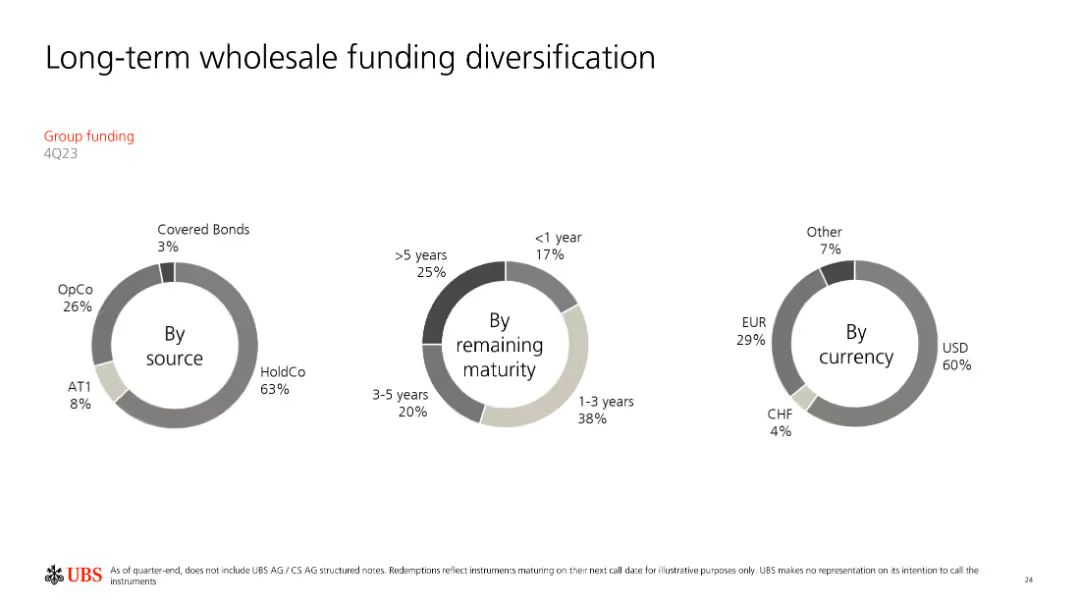 Long-term wholesale funding diversification
Group funding
4Q23
Covered Bonds
3%
OpCo
26%
By
source
AT1
8%
HoldCo
63%
<1 year
17%
>5 years
25%
By
remaining
maturity
3-5 years
20%
1-3 years
38%
Other
7%
EUR
29%
By
currency
USD
60%
CHF
4%
UBS
As of quarter-end, does not include UBS AG / CS AG structured notes. Redemptions reflect instruments maturing on their next call date for illustrative purposes only. UBS makes no representation on its intention to call the
instruments
24